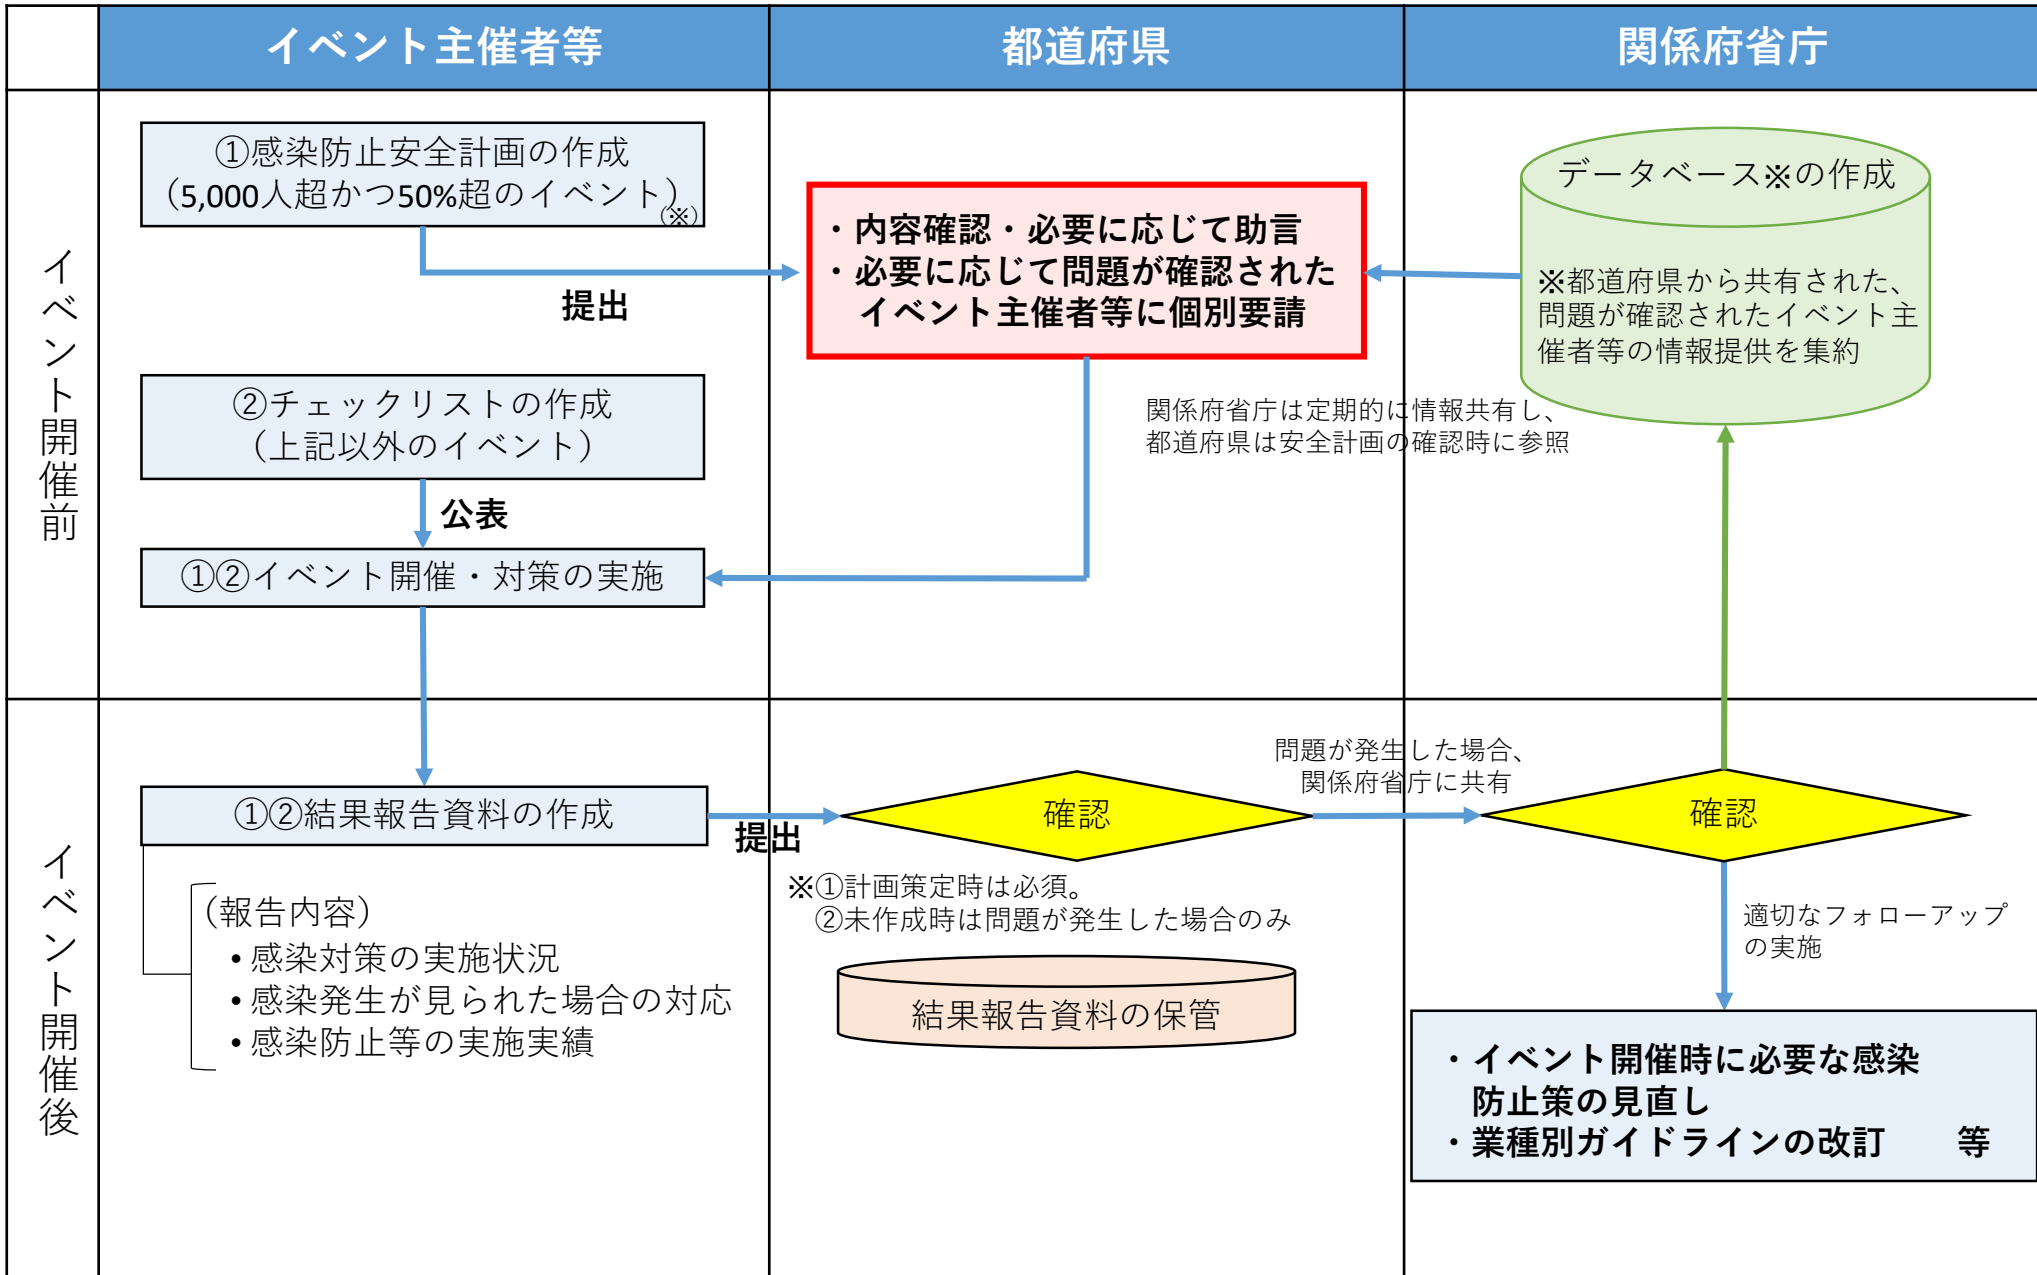 イベント主催者等
都道府県
関係府省庁
イベント開催前
①感染防止安全計画の作成
（5,000人超かつ50%超のイベント）
（※）
提出
②チェックリストの作成
（上記以外のイベント）
公表
①②イベント開催・対策の実施
・内容確認・必要に応じて助言
・必要に応じて問題が確認された
イベント主催者等に個別要請
データベース※の作成
※都道府県から共有された、
問題が確認されたイベント主
催者等の情報提供を集約
関係府省庁は定期的に情報共有し、
都道府県は安全計画の確認時に参照
イベント開催後
①②結果報告資料の作成
提出
（報告内容）
• 感染対策の実施状況
• 感染発生が見られた場合の対応
• 感染防止等の実施実績
確認
※①計画策定時は必須。
②未作成時は問題が発生した場合のみ
結果報告資料の保管
問題が発生した場合、
関係府省庁に共有
確認
適切なフォローアップ
の実施
・イベント開催時に必要な感染
防止策の見直し
・業種別ガイドラインの改訂　等